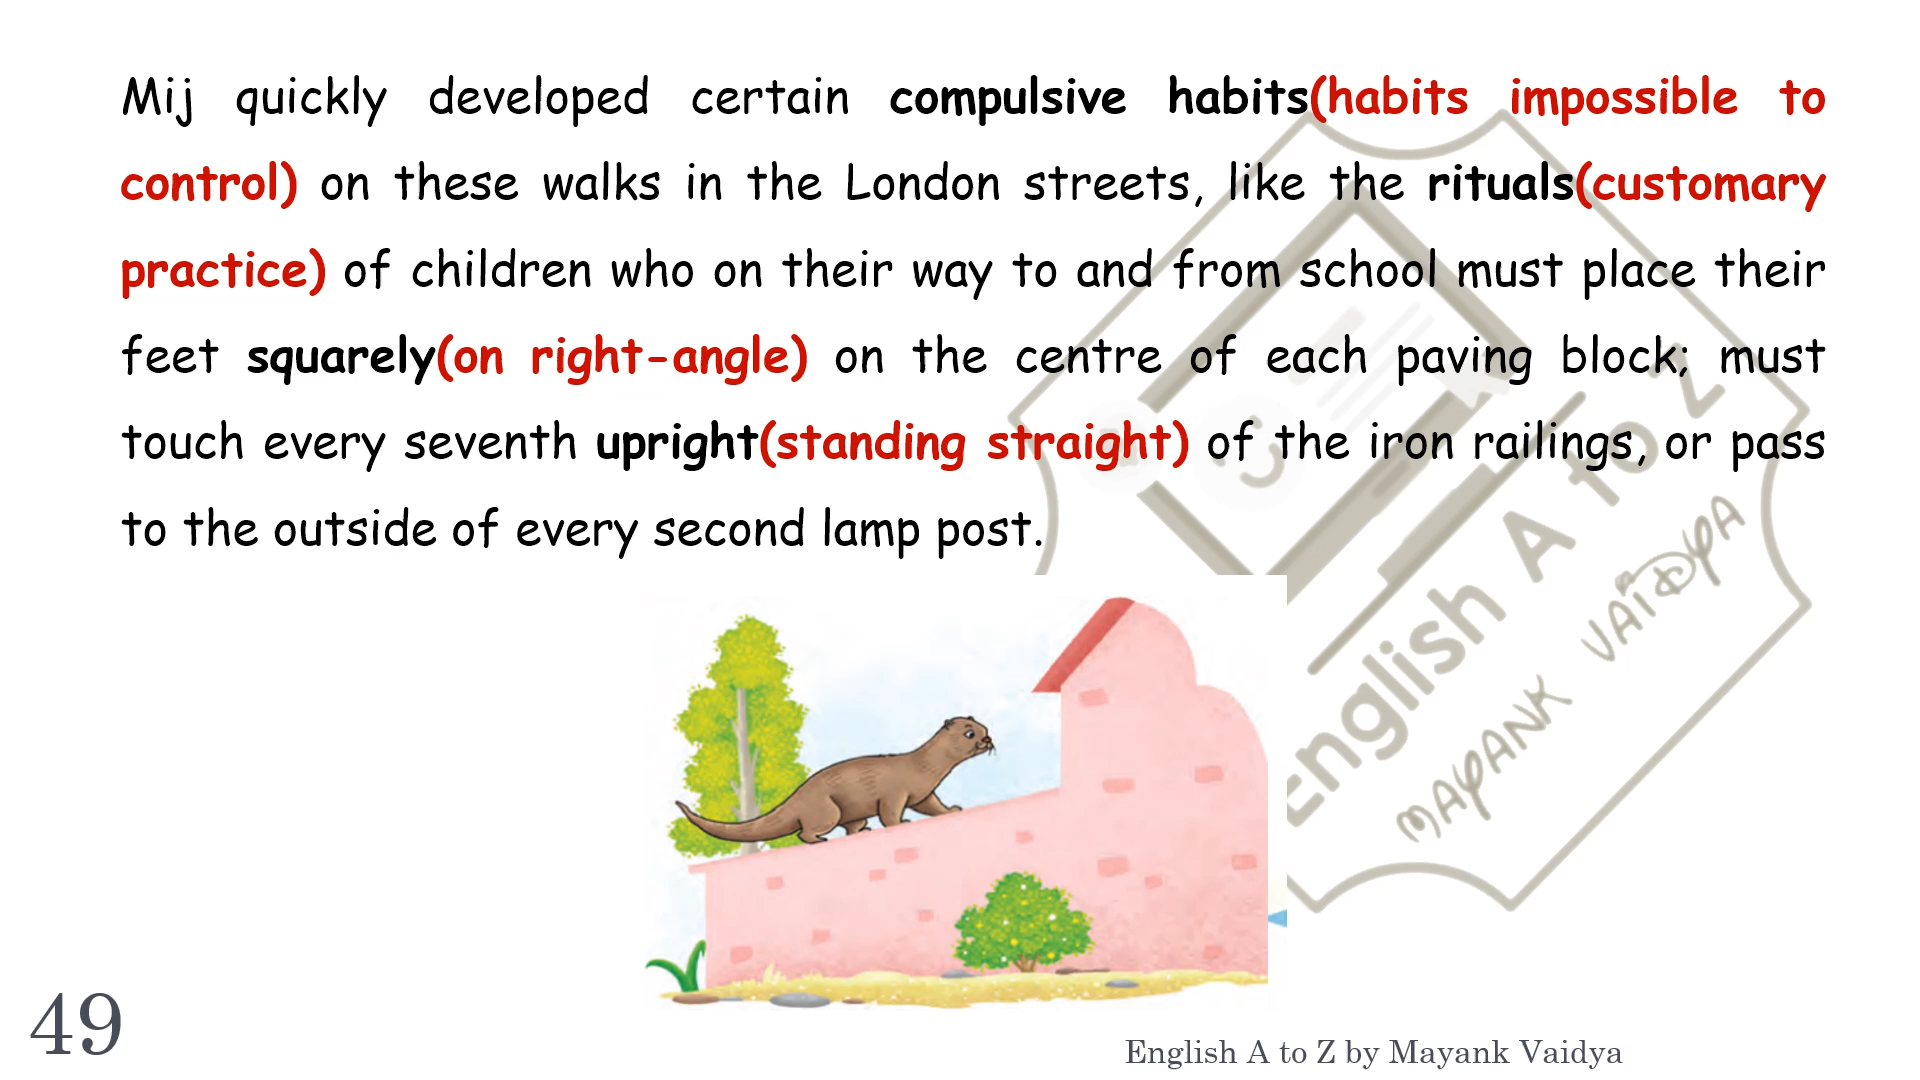 Mij quickly developed certain compulsive habits(habits impossible to
control) on these walks in the London streets, like the rituals(customary
practice) of children who on their way to and from school must place their
feet squarely(on right-angle) on the centre of each paving block; must
touch every seventh upright(standing straight) of the iron railings, or pass
to the outside of every second lamp post.
English A to Z
MAYANK VAIDYA
49
English A to Z by Mayank Vaidya